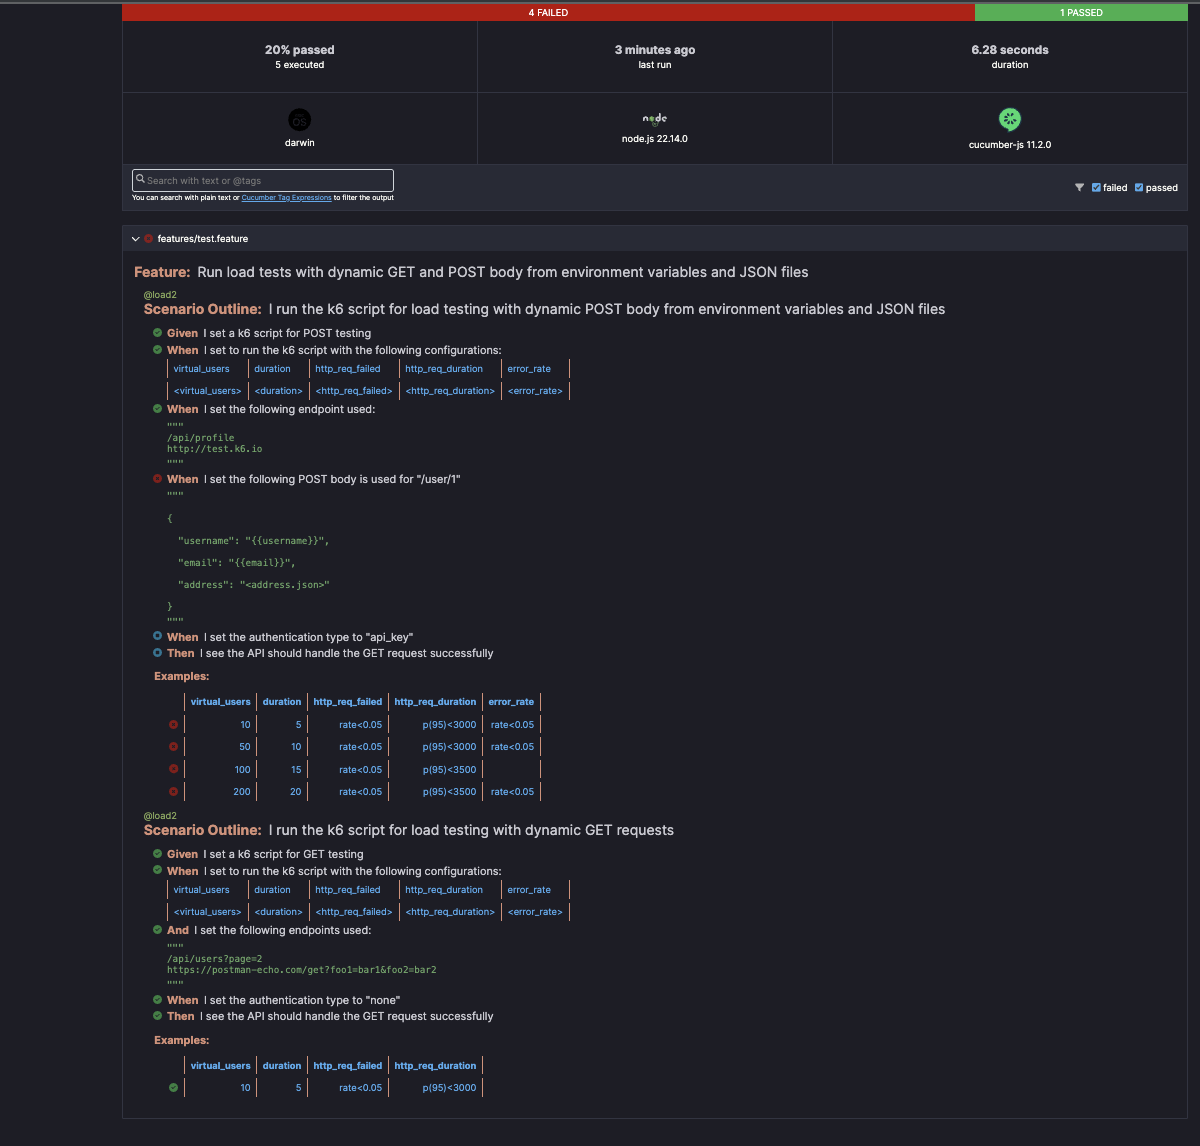 4 FAILED
1 PASSED
20% passed
5 executed
3 minutes ago
last run
6.28 seconds
duration
OS
darwin
node
node.js 22.14.0
cucumber-js 11.2.0
Search with text or @tags
You can search with plain text or Cucumber Tag Expressions to filter the output
failed passed
features/test.feature
Feature: Run load tests with dynamic GET and POST body from environment variables and JSON files
@load2
Scenario Outline: I run the k6 script for load testing with dynamic POST body from environment variables and JSON files
Given I set a k6 script for POST testing
When I set to run the k6 script with the following configurations:
virtual_users duration http_req_failed http_req_duration error_rate
<virtual_users> <duration> <http_req_failed> <http_req_duration> <error_rate>
When I set the following endpoint used:
"""
/api/profile
http://test.k6.io
"""
When I set the following POST body is used for "/user/1"
"""
{
"username": "{{username}}",
"email": "{{email}}",
"address": "<address.json>"
}
"""
When I set the authentication type to "api_key"
Then I see the API should handle the GET request successfully
Examples:
virtual_users duration http_req_failed http_req_duration error_rate
10 5 rate<0.05 p(95)<3000 rate<0.05
50 10 rate<0.05 p(95)<3000 rate<0.05
100 15 rate<0.05 p(95)<3500
200 20 rate<0.05 p(95)<3500 rate<0.05
@load2
Scenario Outline: I run the k6 script for load testing with dynamic GET requests
Given I set a k6 script for GET testing
When I set to run the k6 script with the following configurations:
virtual_users duration http_req_failed http_req_duration error_rate
<virtual_users> <duration> <http_req_failed> <http_req_duration> <error_rate>
And I set the following endpoints used:
"""
/api/users?page=2
https://postman-echo.com/get?foo1=bar1&foo2=bar2
"""
When I set the authentication type to "none"
Then I see the API should handle the GET request successfully
Examples:
virtual_users duration http_req_failed http_req_duration
10 5 rate<0.05 p(95)<3000